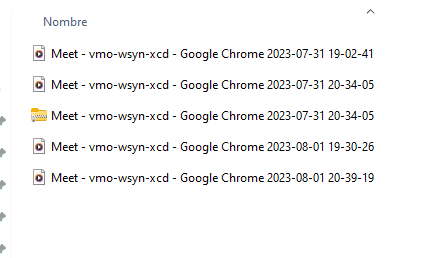 Nombre
Meet - vmo-wsyn-xcd - Google Chrome 2023-07-31 19-02-41
Meet - vmo-wsyn-xcd - Google Chrome 2023-07-31 20-34-05
Meet - vmo-wsyn-xcd - Google Chrome 2023-07-31 20-34-05
Meet - vmo-wsyn-xcd - Google Chrome 2023-08-01 19-30-26
Meet - vmo-wsyn-xcd - Google Chrome 2023-08-01 20-39-19